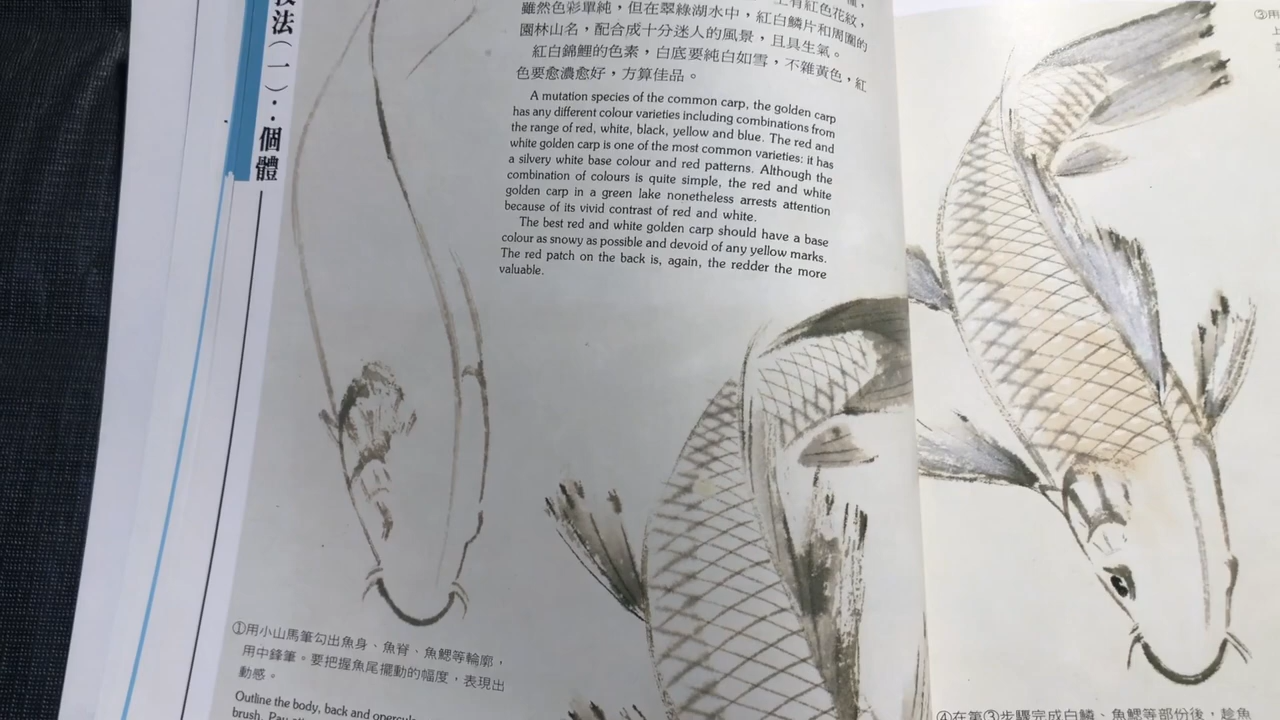 技法(一):個體
上有紅色花紋,
雖然色彩單純,但在翠綠湖水中,紅白鱗片和周圍的
園林山名,配合成十分迷人的風景,且具生氣。
紅白錦鯉的色素,白底要純白如雪,不雜黃色,紅
色要愈濃愈好,方算佳品。
A mutation species of the common carp, the golden carp
has any different colour varieties including combinations from
the range of red, white, black, yellow and blue. The red and
white golden carp is one of the most common varieties: it has
a silvery white base colour and red patterns. Although the
combination of colours is quite simple, the red and white
golden carp in a green lake nonetheless arrests attention
because of its vivid contrast of red and white.
The best red and white golden carp should have a base
colour as snowy as possible and devoid of any yellow marks.
The red patch on the back is, again, the redder the more
valuable.
①用小山馬筆勾出魚身、魚脊、魚鰓等輪廓,
用中鋒筆。要把握魚尾擺動的幅度,表現出
動感。
Outline the body, back and
brush.
③用
上
④在第③步驟完成白鱗、魚鰓等部份後,趁魚